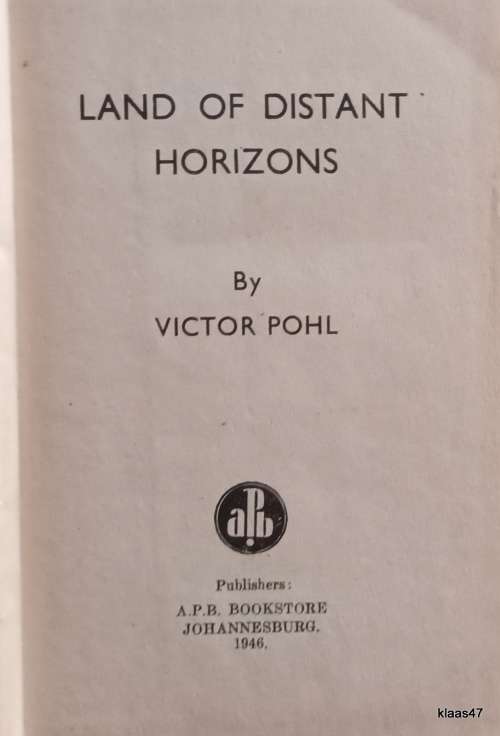 LAND OF DISTANT
HORIZONS
By
VICTOR POHL
aPb
Publishers:
A.P.B. BOOKSTORE
JOHANNESBURG.
1946.
klaas47